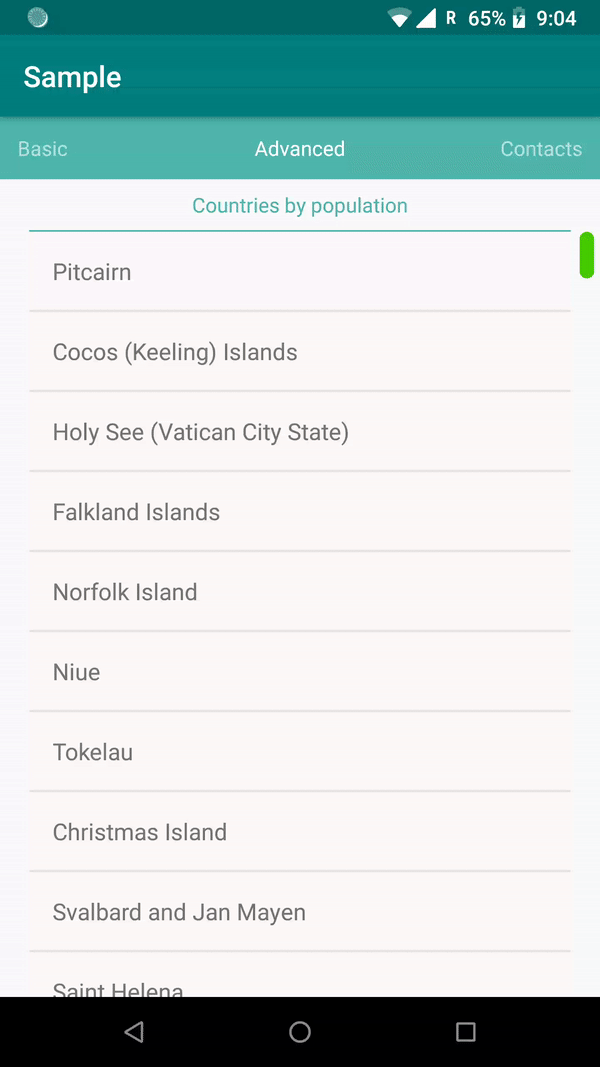 R 65% 9:04
Sample
Basic Advanced Contacts
Countries by population
Pitcairn
Cocos (Keeling) Islands
Holy See (Vatican City State)
Falkland Islands
Norfolk Island
Niue
Tokelau
Christmas Island
Svalbard and Jan Mayen
Saint Helena